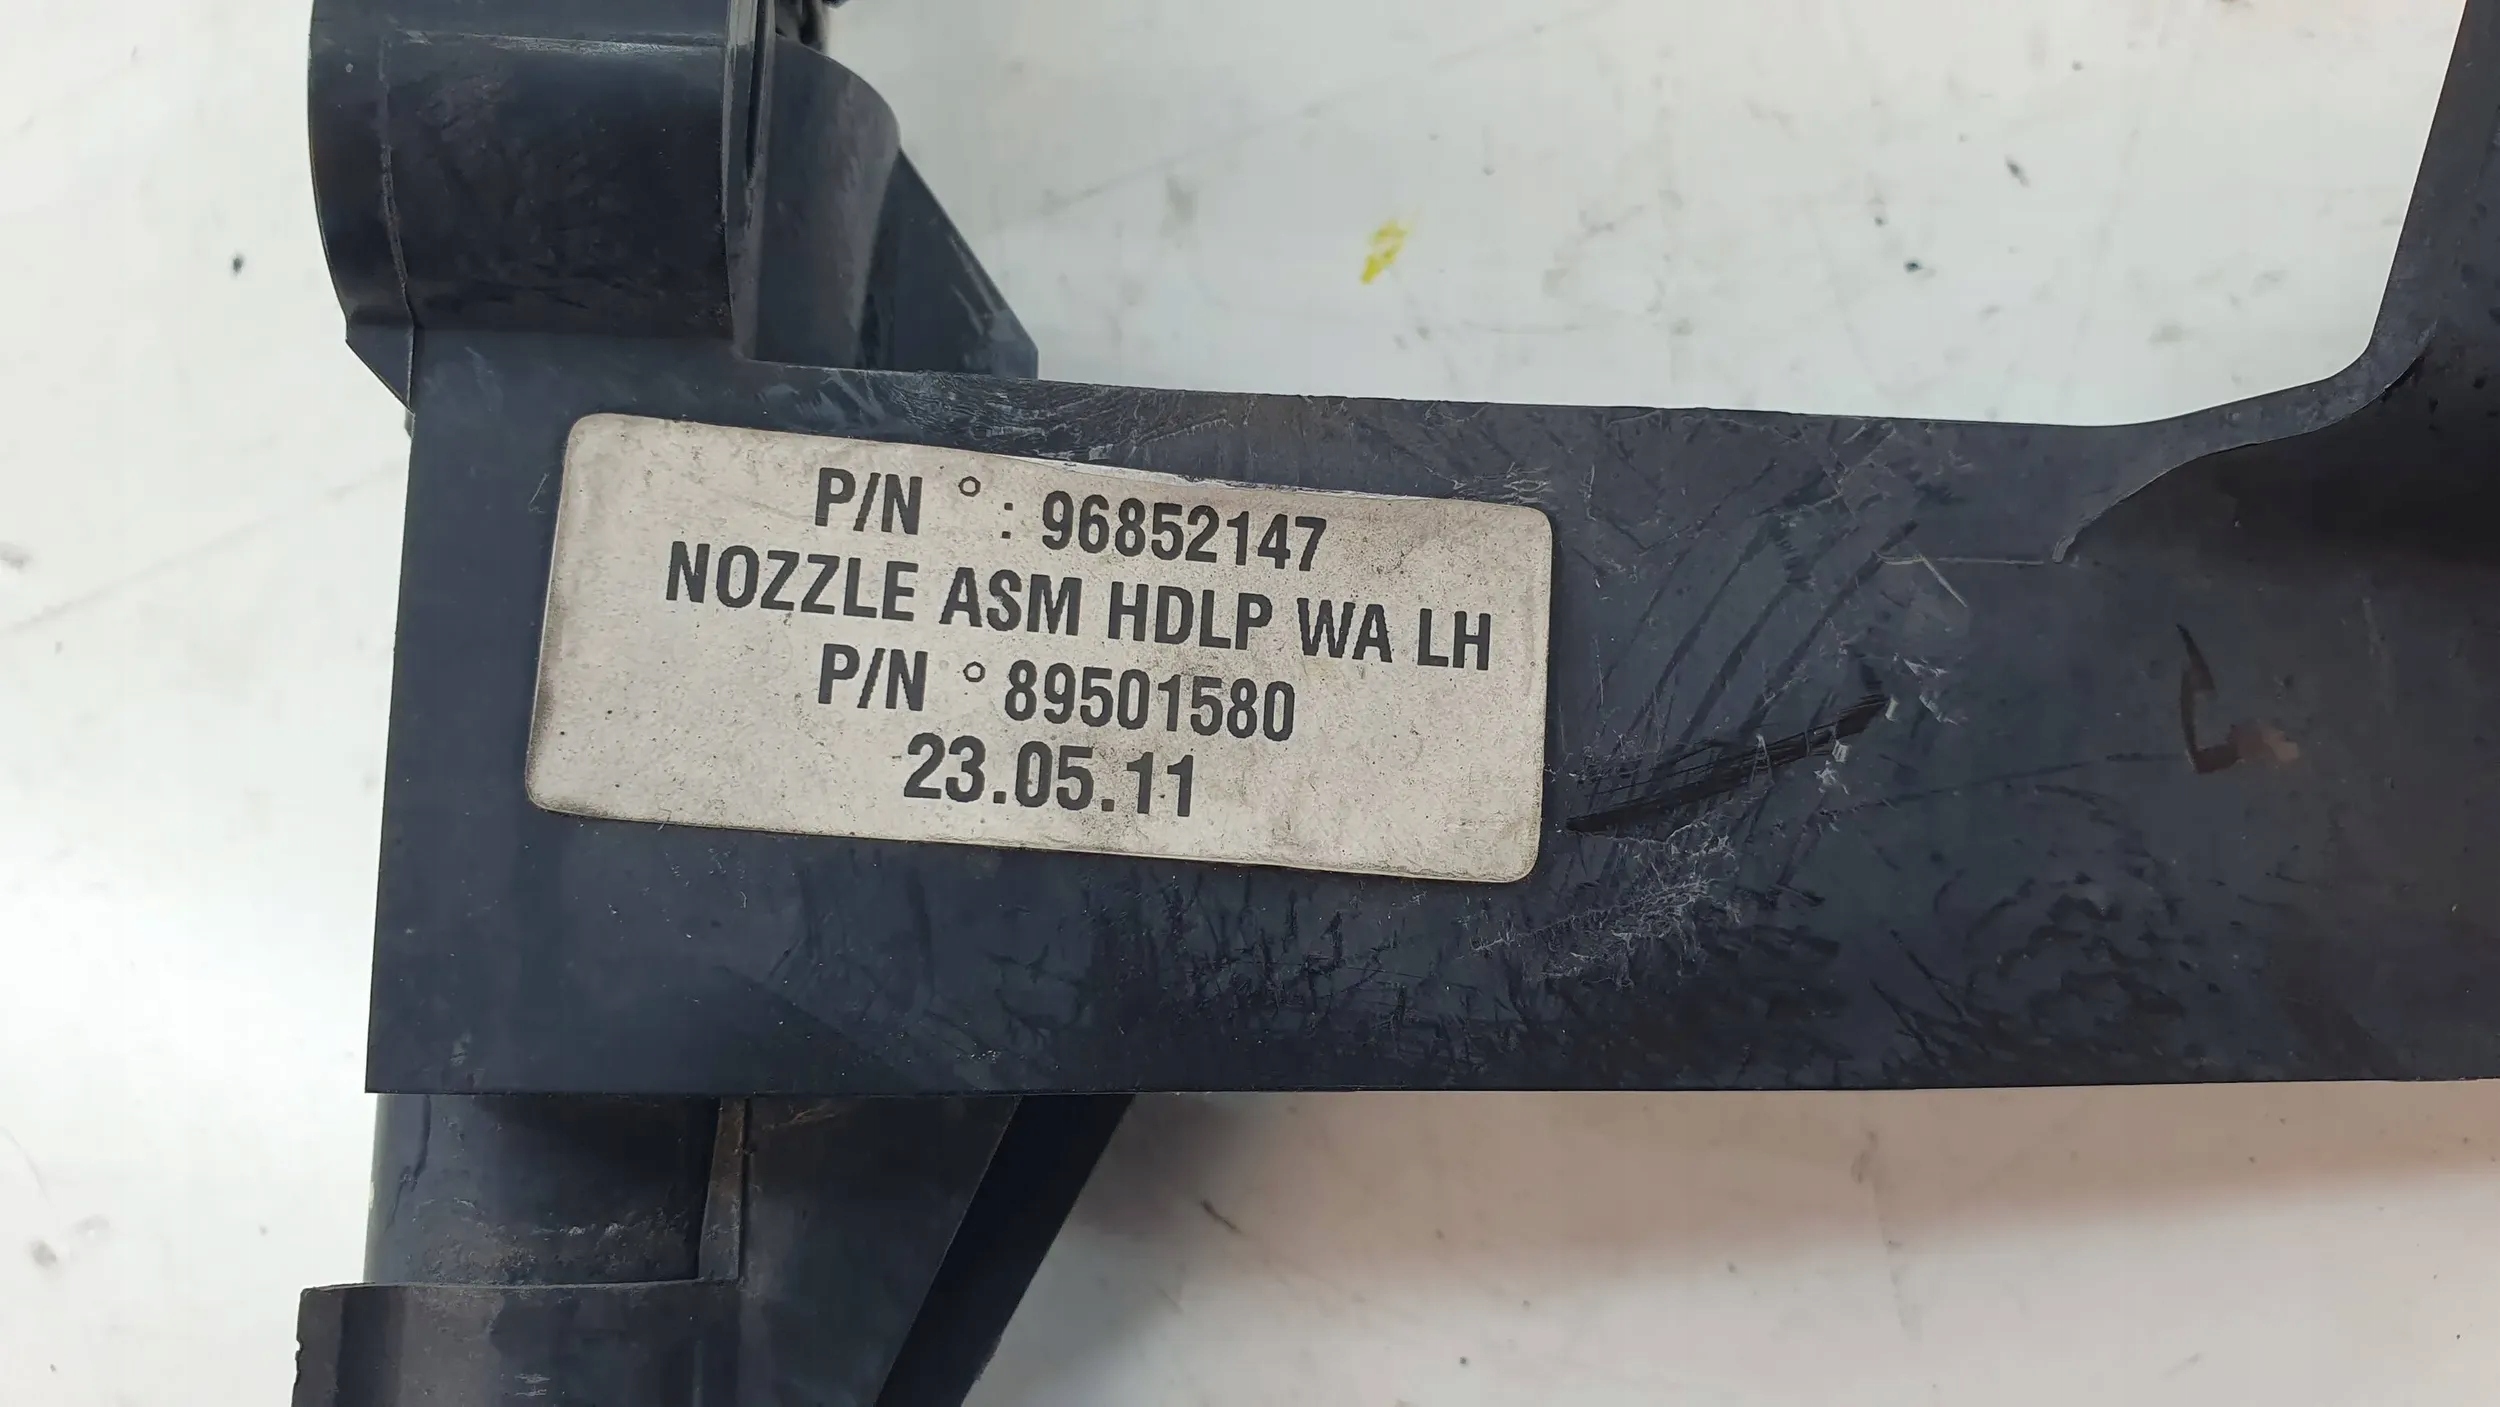 P/N ° : 96852147
NOZZLE ASM HDLP WA LH
P/N ° 89501580
23.05.11